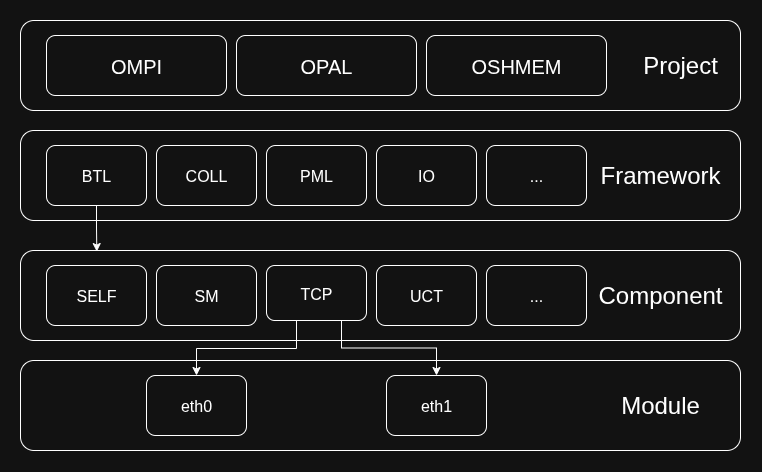 OMPI
OPAL
OSHMEM
Project
BTL
COLL
PML
IO
...
Framework
SELF
SM
TCP
UCT
...
Component
eth0
eth1
Module